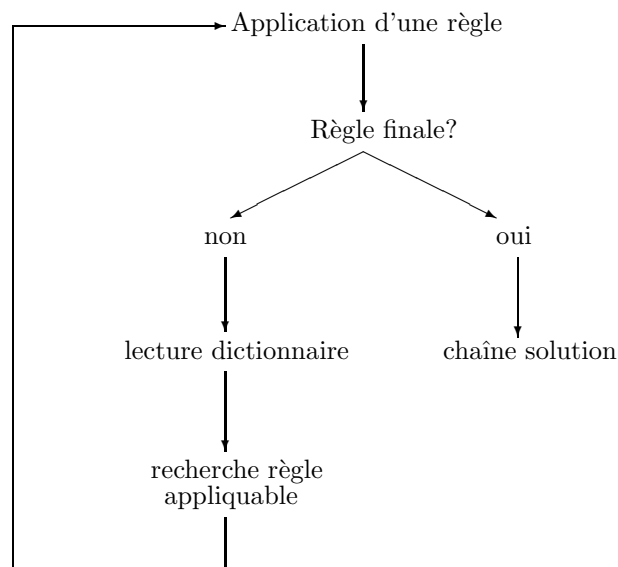 Application d'une règle
Règle finale?
non
oui
lecture dictionnaire
chaîne solution
recherche règle
appliquable